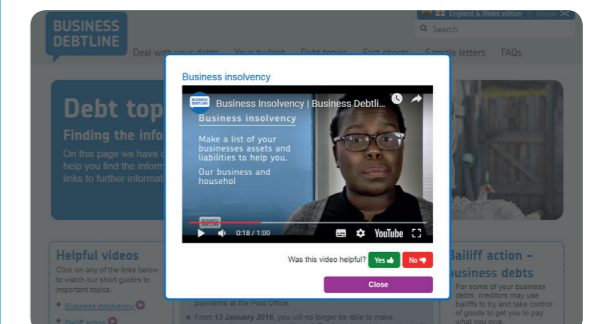 England & Wales edition
BUSINESS
DEBTLINE
Search
Deal with your debts Your budget Debt topics Fact sheets Sample letters FAQs
Business insolvency
BUSINESS DEBTLINE
Business Insolvency | Business Debtli...
Business insolvency
Make a list of your
businesses assets and
liabilities to help you.
Our business and
househol
0:18 / 1:00
YouTube
Was this video helpful? Yes No
Close
Debt top
Finding the info
On this page we have c
help you find the inform
links to further informat
Helpful videos
Click on any of the links below
to watch our short guides to
important topics.
Business insolvency
Bailiff action
payments at the Post Office.
From 13 January 2018, you will no longer be able to make
Bailiff action –
business debts
For some of your business
debts, creditors may use
bailiffs to try and take control
of goods to get you to pay
what you owe.